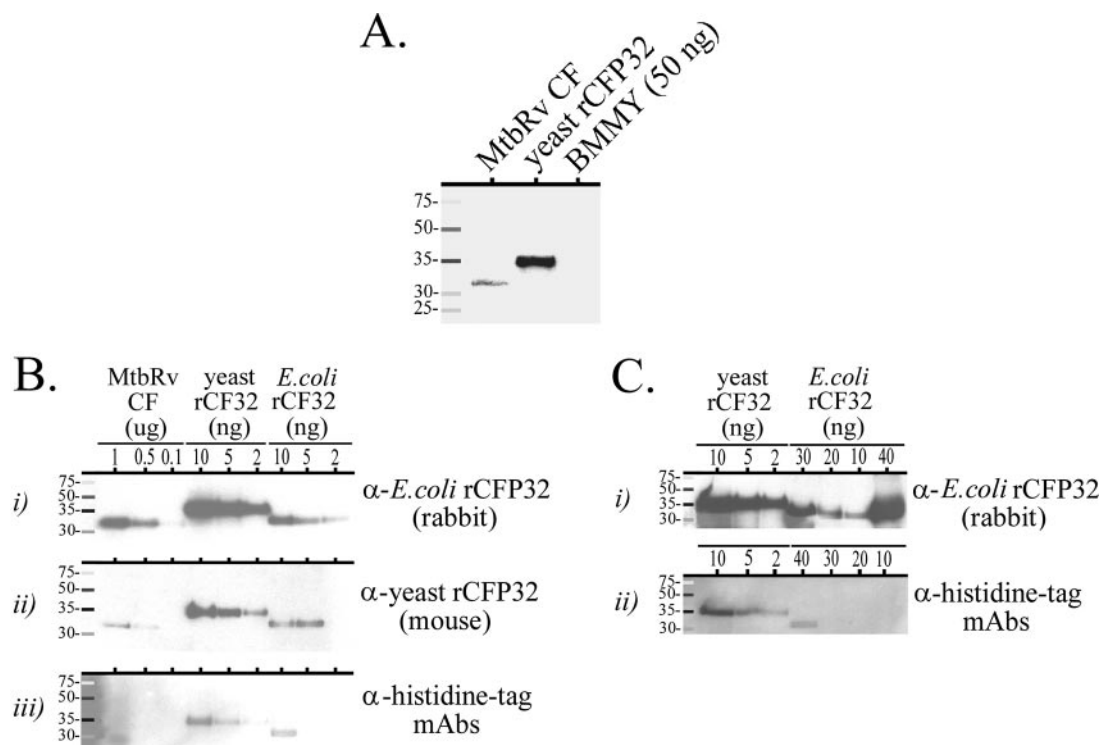 A.
MtbRv CF
yeast rCFP32
BMMY (50 ng)
75-
50-
35-
30-
25-
B.
MtbRv
CF
(ug)
yeast
rCF32
(ng)
E.coli
rCF32
(ng)
1 0.5 0.1 10 5 2 10 5 2
i)
75-
50-
35-
30-
α-E.coli rCFP32
(rabbit)
ii)
75-
50-
35-
30-
α-yeast rCFP32
(mouse)
iii)
75-
50-
35-
30-
α-histidine-tag
mAbs
C.
yeast
rCF32
(ng)
E.coli
rCF32
(ng)
10 5 2 30 20 10 40
i)
75-
50-
35-
30-
α-E.coli rCFP32
(rabbit)
10 5 2 40 30 20 10
ii)
75-
50-
35-
30-
α-histidine-tag
mAbs